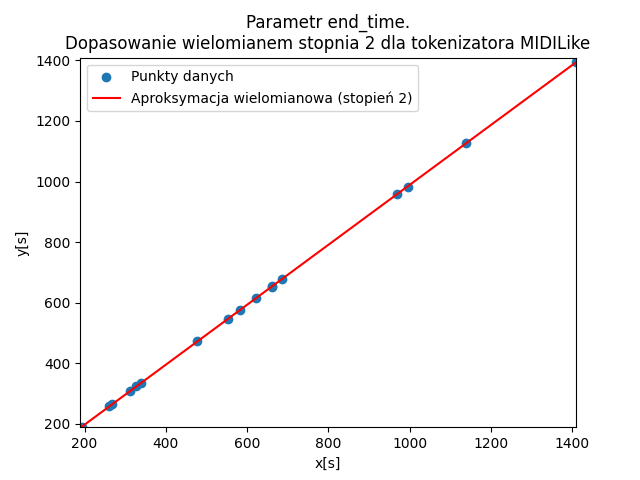 Parametr end_time.
Dopasowanie wielomianem stopnia 2 dla tokenizatora MIDILike
Punkty danych
Aproksymacja wielomianowa (stopień 2)
1400
1200
1000
800
600
400
200
y[s]
200 400 600 800 1000 1200 1400
x[s]